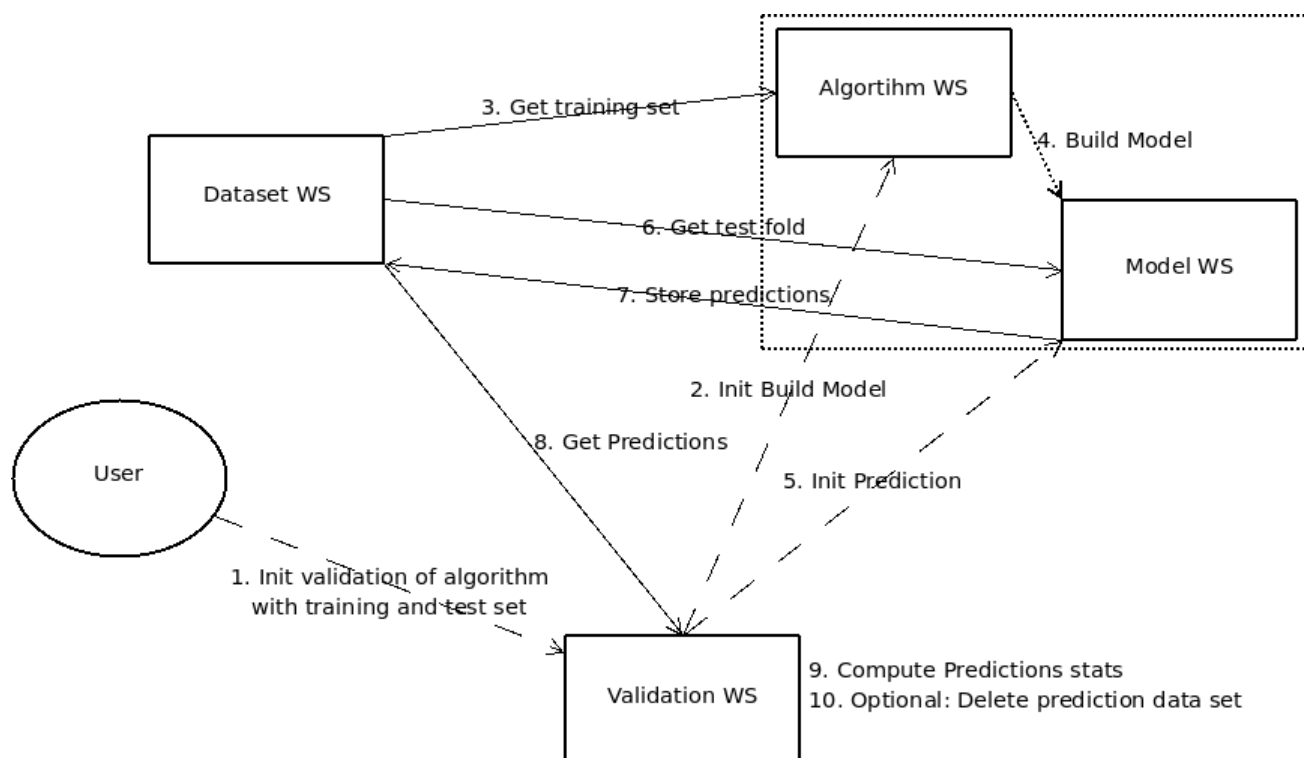 Algortihm WS
3. Get training set
4. Build Model
Dataset WS
6. Get test fold
Model WS
7. Store predictions
2. Init Build Model
8. Get Predictions
User
5. Init Prediction
1. Init validation of algorithm
with training and test set
9. Compute Predictions stats
Validation WS
10. Optional: Delete prediction data set